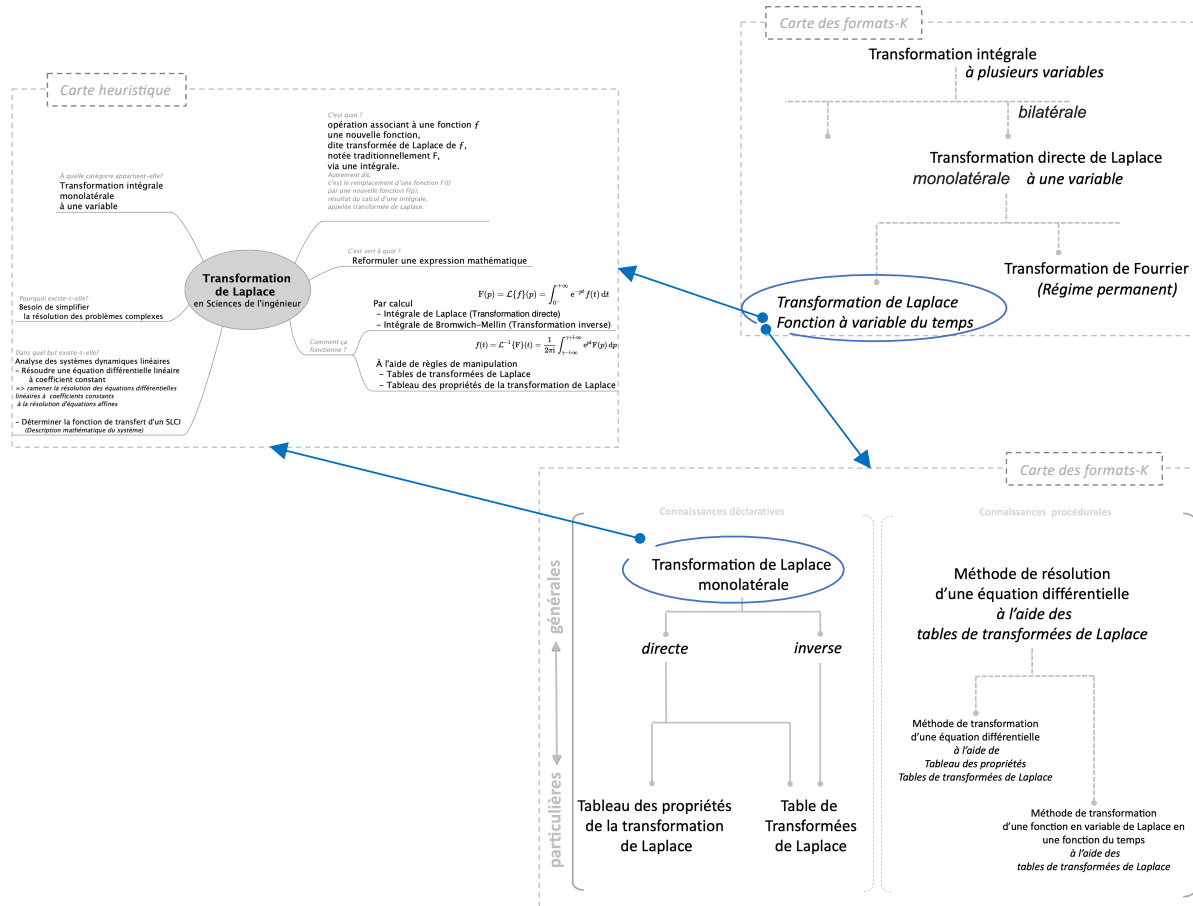 Carte des formats-K
Transformation intégrale
à plusieurs variables
bilatérale
Transformation directe de Laplace
monolatérale à une variable
Transformation de Fourrier
(Régime permanent)
Transformation de Laplace
Fonction à variable du temps
Carte heuristique
C'est quoi ?
opération associant à une fonction f
une nouvelle fonction,
dite transformée de Laplace de f,
notée traditionnellement F,
via une intégrale.
Autrement dit,
c'est le remplacement d'une fonction f (t)
par une nouvelle fonction F(p),
résultat du calcul d'une intégrale,
appelée transformée de Laplace.
À quelle catégorie appartient-elle?
Transformation intégrale
monolatérale
à une variable
C'est sert à quoi ?
Reformuler une expression mathématique
Transformation
de Laplace
en Sciences de l'ingénieur
Pourquoi existe-t-elle?
Besoin de simplifier
la résolution des problèmes complexes
Comment ça
fonctionne ?
F(p) = ℒ{f}(p) = ∫_{0⁻}^{+∞} e^{-pt} f(t) dt
Par calcul
- Intégrale de Laplace (Transformation directe)
- Intégrale de Bromwich-Mellin (Transformation inverse)
f(t) = ℒ^{-1}{F}(t) = \frac{1}{2πi} ∫_{γ-i·∞}^{γ+i·∞} e^{pt} F(p) dp
À l'aide de règles de manipulation
- Tables de transformées de Laplace
- Tableau des propriétés de la transformation de Laplace
Dans quel but existe-t-elle?
Analyse des systèmes dynamiques linéaires
- Résoudre une équation différentielle linéaire
à coefficient constant
=> ramener la résolution des équations différentielles
linéaires à coefficients constants
à la résolution d'équations affines
- Déterminer la fonction de transfert d'un SLCI
(Description mathématique du système)
Carte des formats-K
Connaissances déclaratives
Connaissances procédurales
générales
particulières
Transformation de Laplace
monolatérale
directe
inverse
Tableau des propriétés
de la transformation
de Laplace
Table de
Transformées
de Laplace
Méthode de résolution
d'une équation différentielle
à l'aide des
tables de transformées de Laplace
Méthode de transformation
d'une équation différentielle
à l'aide de
Tableau des propriétés
Tables de transformées de Laplace
Méthode de transformation
d'une fonction en variable de Laplace en
une fonction du temps
à l'aide des
tables de transformées de Laplace